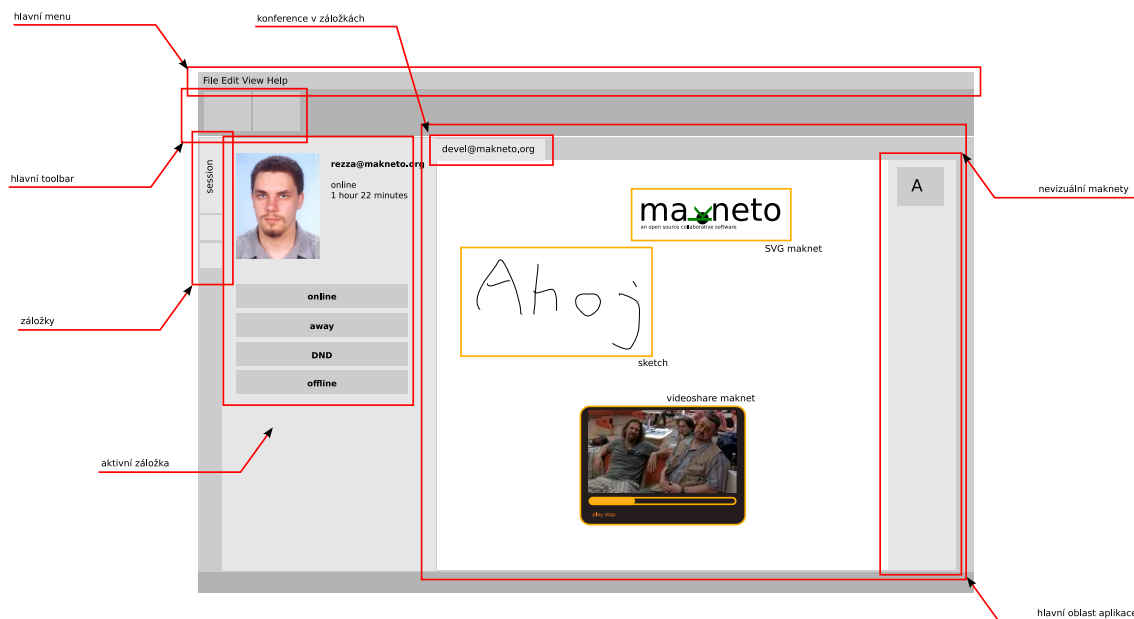 hlavní menu
konference v záložkách
File Edit View Help
devel@makneto,org
session
rezza@makneto.org
online
1 hour 22 minutes
A
hlavní toolbar
nevizuální maknety
makneto
an open source collaborative software
SVG maknet
Ahoj
online
away
DND
offline
záložky
sketch
videoshare maknet
aktivní záložka
play stop
hlavní oblast aplikace